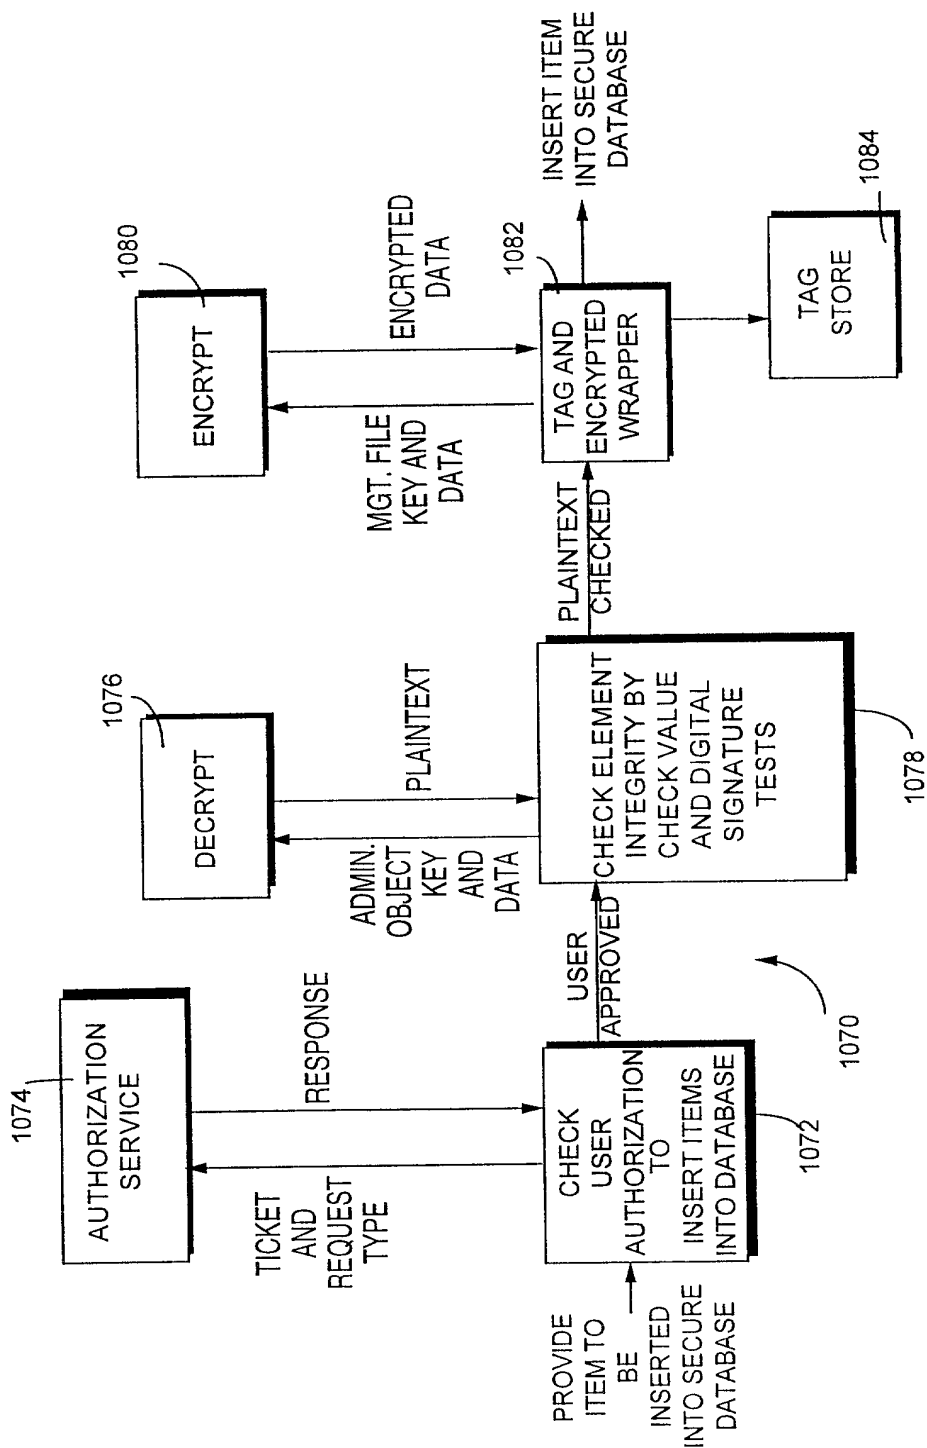 1074
AUTHORIZATION
SERVICE
TICKET
AND
REQUEST
TYPE
RESPONSE
PROVIDE
ITEM TO
BE
INSERTED
INTO SECURE
DATABASE
CHECK
USER
AUTHORIZATION
TO
INSERT ITEMS
INTO DATABASE
1072
USER
APPROVED
1070
1076
DECRYPT
ADMIN.
OBJECT
KEY
AND
DATA
PLAINTEXT
CHECK ELEMENT
INTEGRITY BY
CHECK VALUE
AND DIGITAL
SIGNATURE
TESTS
1078
PLAINTEXT
CHECKED
1080
ENCRYPT
MGT. FILE
KEY AND
DATA
ENCRYPTED
DATA
1082
TAG AND
ENCRYPTED
WRAPPER
INSERT ITEM
INTO SECURE
DATABASE
TAG
STORE
1084